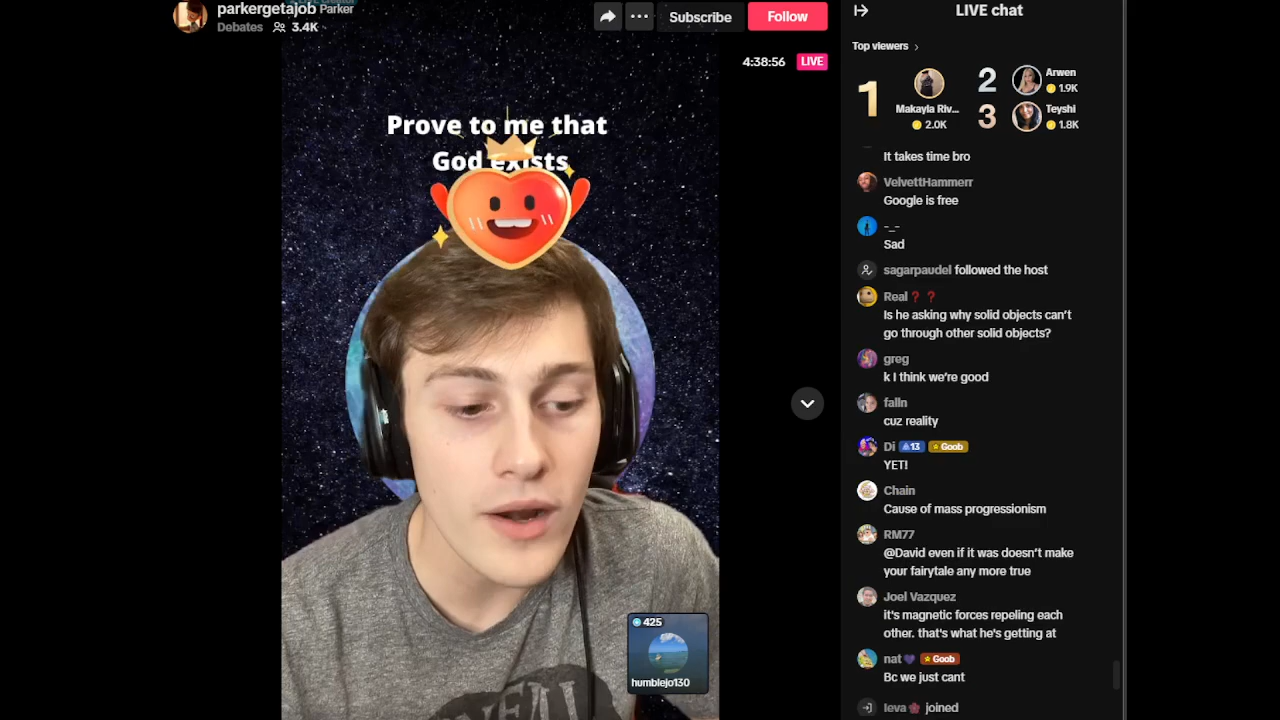 parkergetajob Parker
Debates 3.4K
Subscribe
Follow
4:38:56 LIVE
Prove to me that
God exists
425
humblejo130
LIVE chat
Top viewers
1 Makayla Riv...
2.0K
2 Arwen
1.9K
3 Teyshi
1.8K
It takes time bro
VelvettHammerr
Google is free
-_-
Sad
sagarpaudel followed the host
Real❓❓
Is he asking why solid objects can't
go through other solid objects?
greg
k I think we're good
falln
cuz reality
Di 13 Goob
YET!
Chain
Cause of mass progressionism
RM77
@David even if it was doesn't make
your fairytale any more true
Joel Vazquez
it's magnetic forces repeling each
other. that's what he's getting at
nat💜 Goob
Bc we just cant
leva🌸 joined